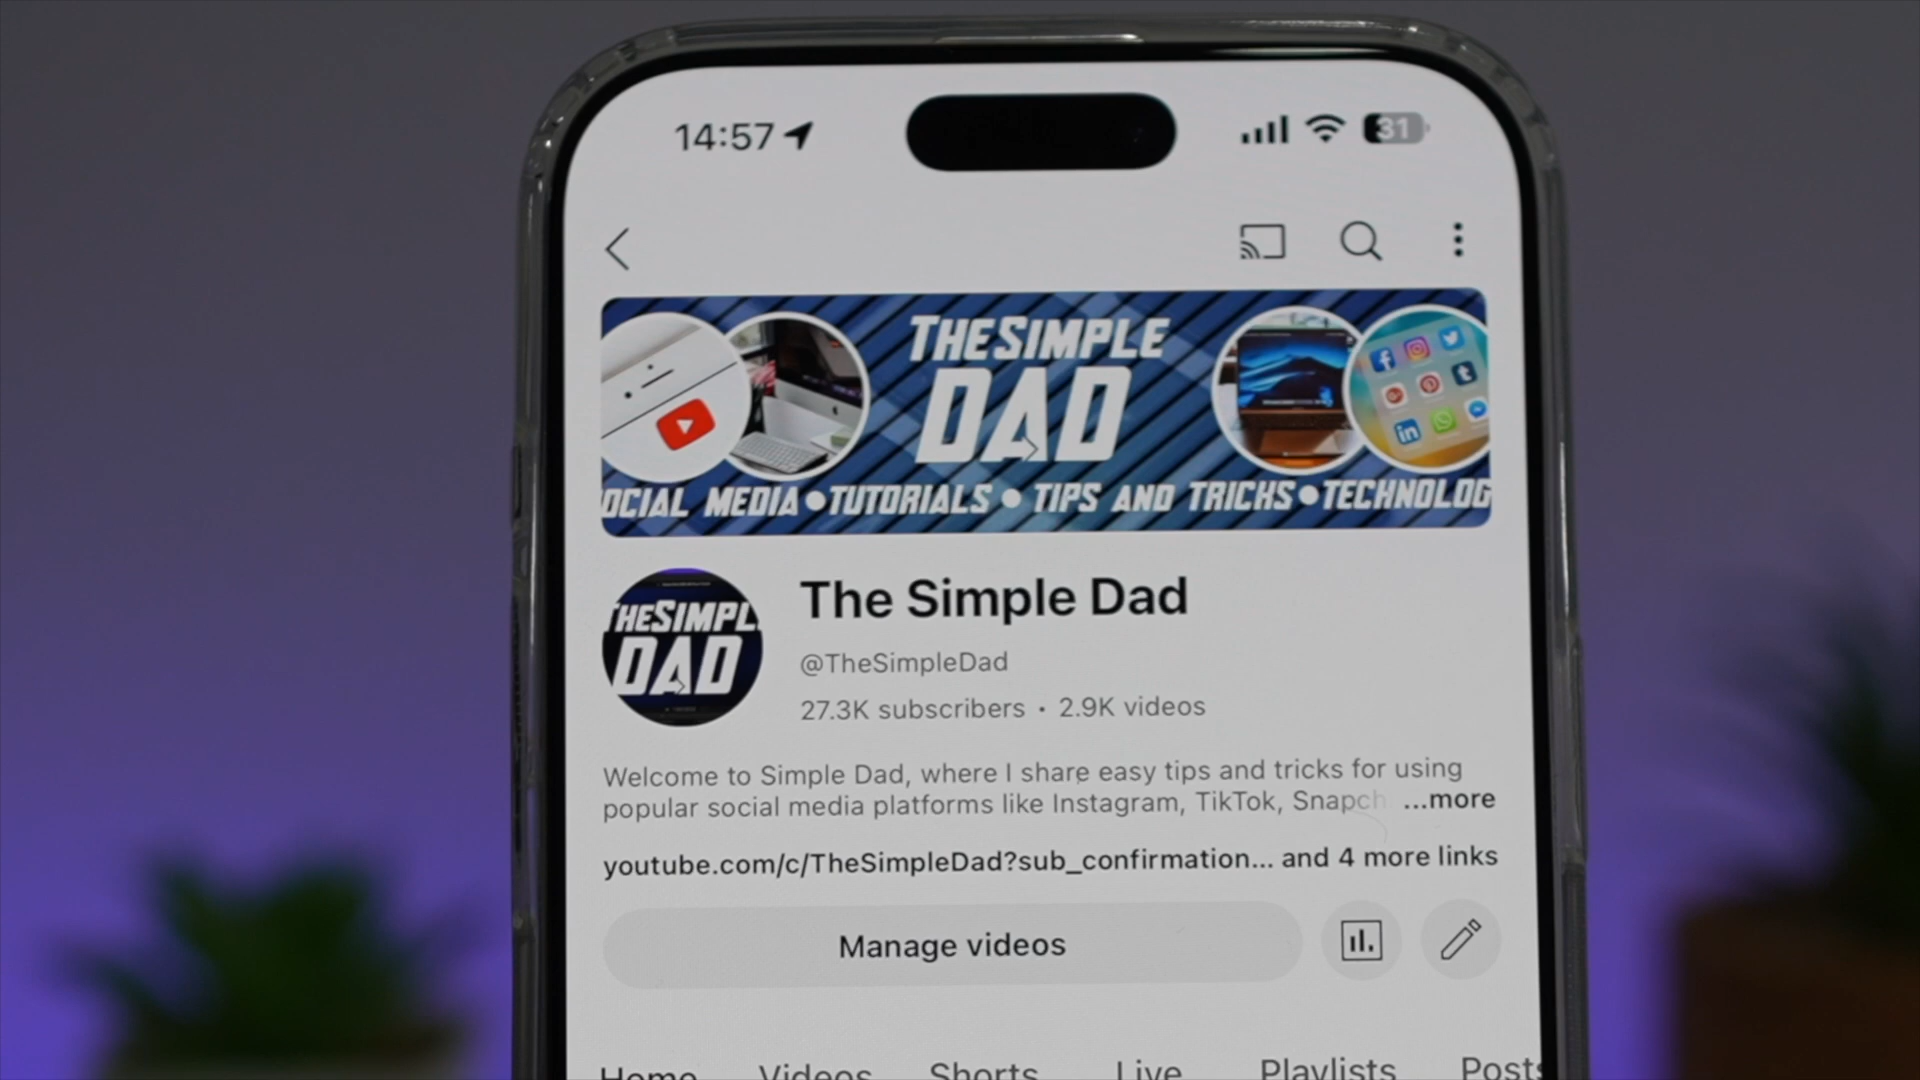 14:57
31
THESIMPLE
DAD
OCIAL MEDIA•TUTORIALS • TIPS AND TRICKS•TECHNOLOG
THESIMPL
DAD
The Simple Dad
@TheSimpleDad
27.3K subscribers • 2.9K videos
Welcome to Simple Dad, where I share easy tips and tricks for using
popular social media platforms like Instagram, TikTok, Snapch ...more
youtube.com/c/TheSimpleDad?sub_confirmation... and 4 more links
Manage videos
Home Videos Shorts Live Playlists Posts